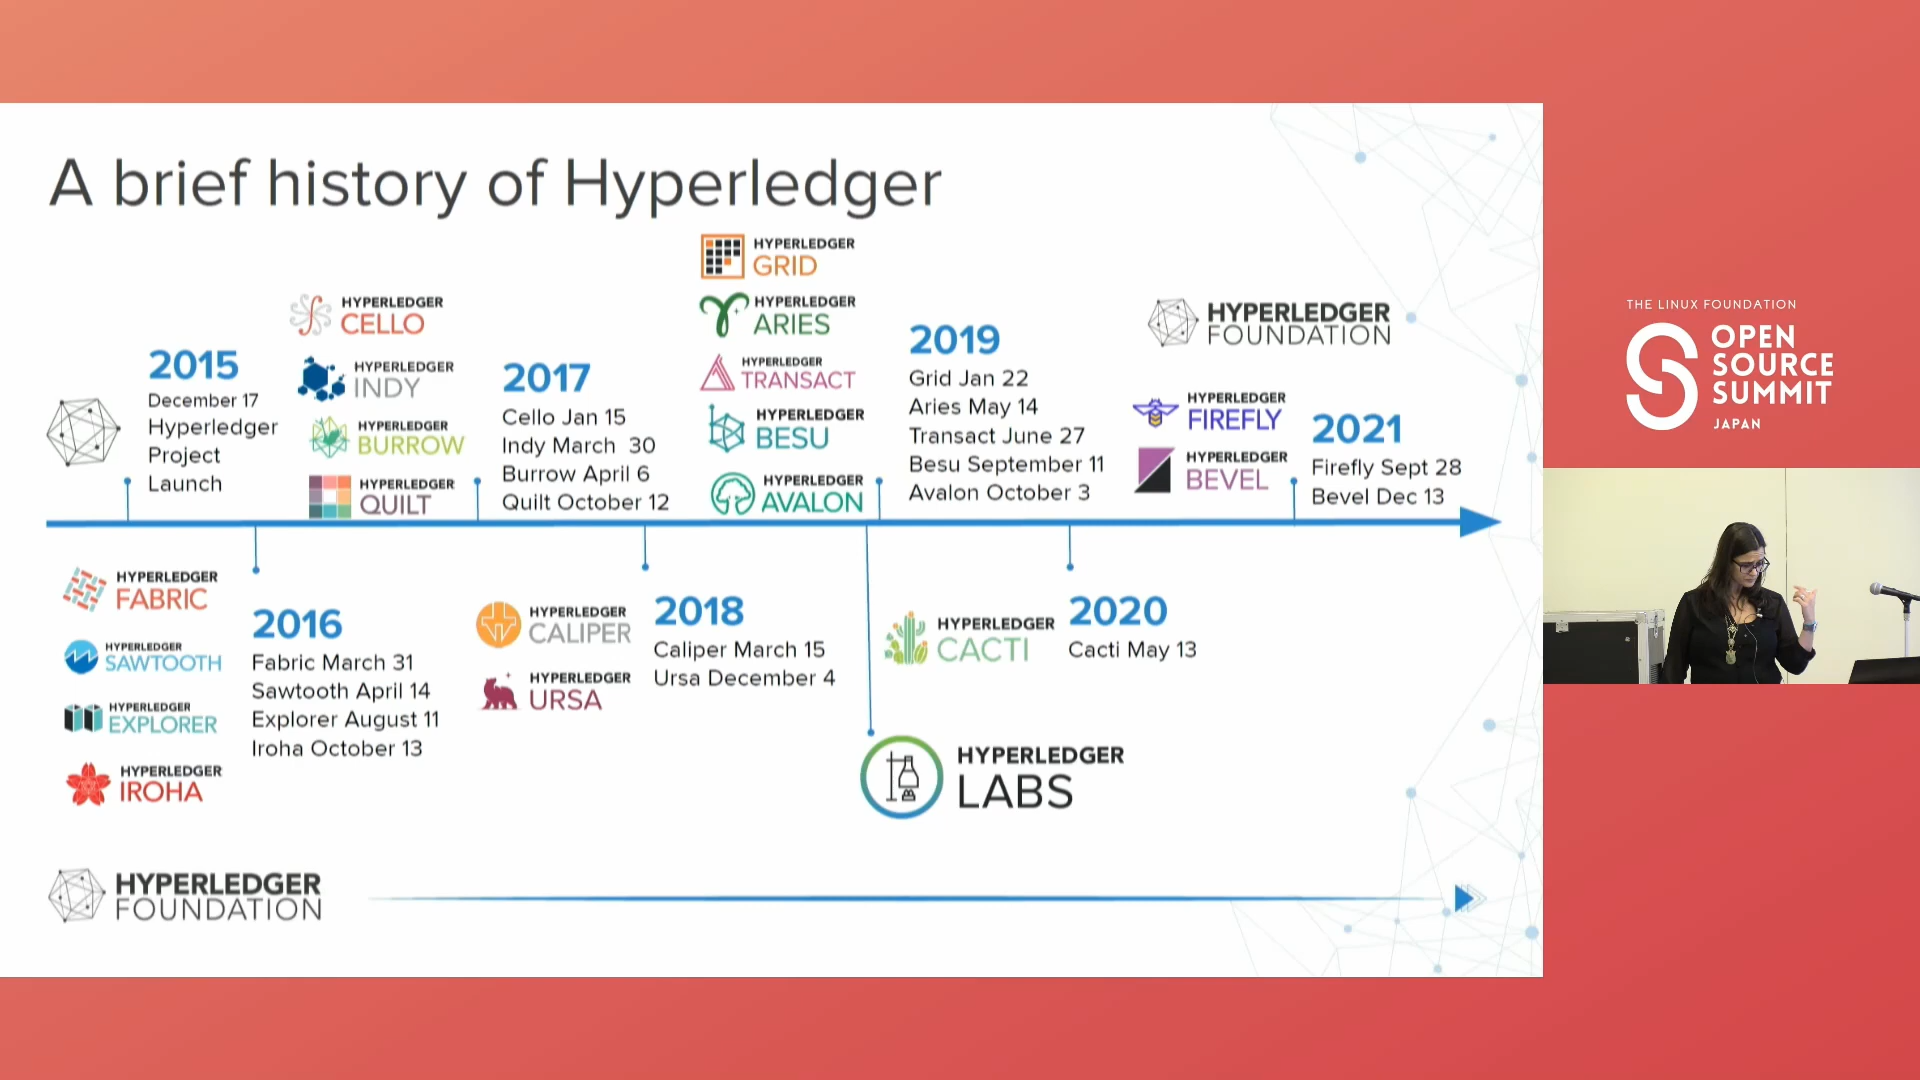 A brief history of Hyperledger
2015
December 17
Hyperledger
Project
Launch
HYPERLEDGER
CELLO
HYPERLEDGER
INDY
HYPERLEDGER
BURROW
HYPERLEDGER
QUILT
2017
Cello Jan 15
Indy March 30
Burrow April 6
Quilt October 12
HYPERLEDGER
GRID
HYPERLEDGER
ARIES
HYPERLEDGER
TRANSACT
HYPERLEDGER
BESU
HYPERLEDGER
AVALON
2019
Grid Jan 22
Aries May 14
Transact June 27
Besu September 11
Avalon October 3
HYPERLEDGER
FOUNDATION
HYPERLEDGER
FIREFLY
HYPERLEDGER
BEVEL
2021
Firefly Sept 28
Bevel Dec 13
HYPERLEDGER
FABRIC
HYPERLEDGER
SAWTOOTH
HYPERLEDGER
EXPLORER
HYPERLEDGER
IROHA
2016
Fabric March 31
Sawtooth April 14
Explorer August 11
Iroha October 13
HYPERLEDGER
CALIPER
HYPERLEDGER
URSA
2018
Caliper March 15
Ursa December 4
HYPERLEDGER
CACTI
2020
Cacti May 13
HYPERLEDGER
LABS
HYPERLEDGER
FOUNDATION
THE LINUX FOUNDATION
OPEN
SOURCE
SUMMIT
JAPAN